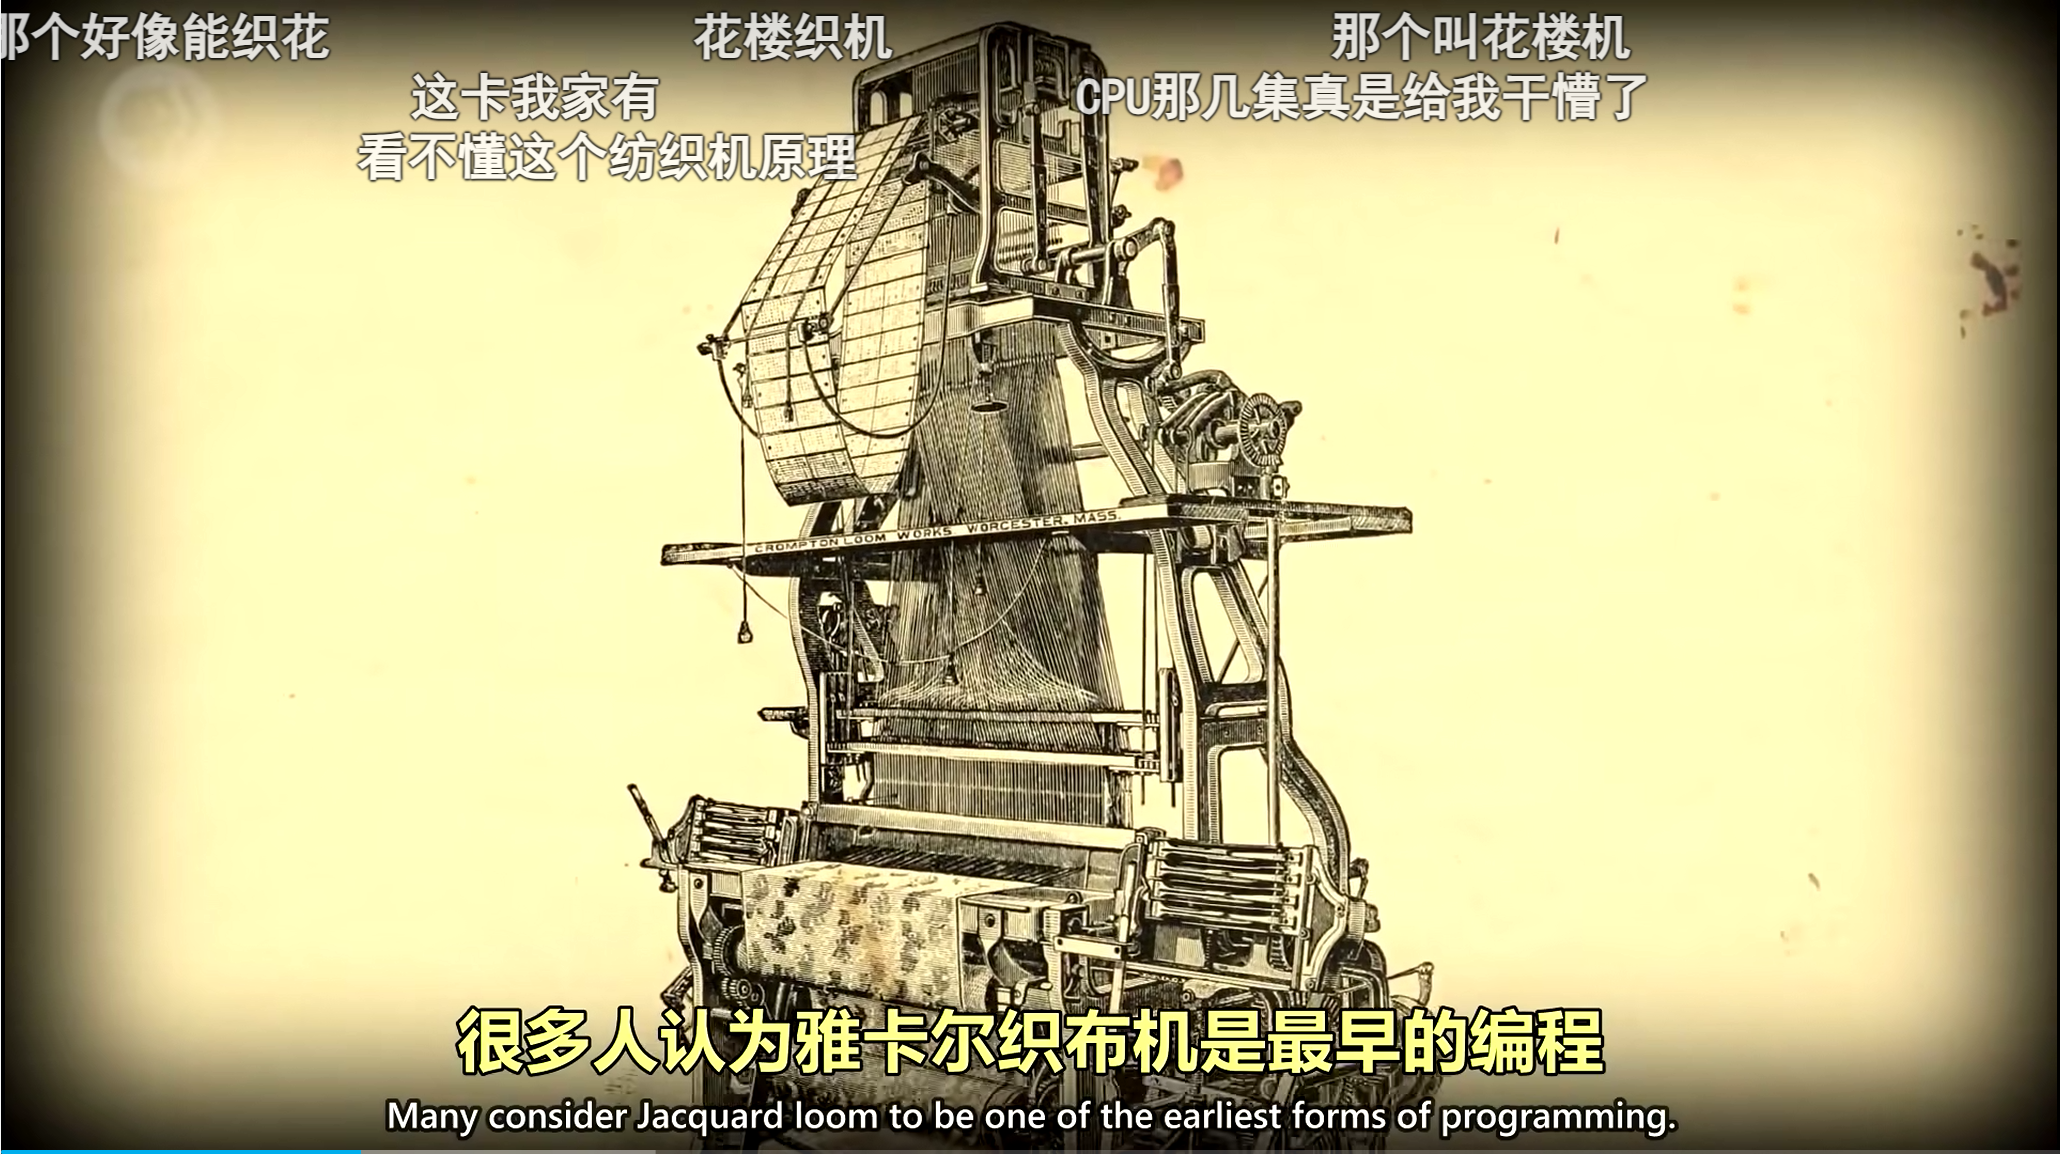 那个好像能织花
花楼织机
那个叫花楼机
这卡我家有
CPU那几集真是给我干懵了
看不懂这个纺织机原理
CROMPTON LOOM WORKS WORCESTER, MASS.
很多人认为雅卡尔织布机是最早的编程
Many consider Jacquard loom to be one of the earliest forms of programming.